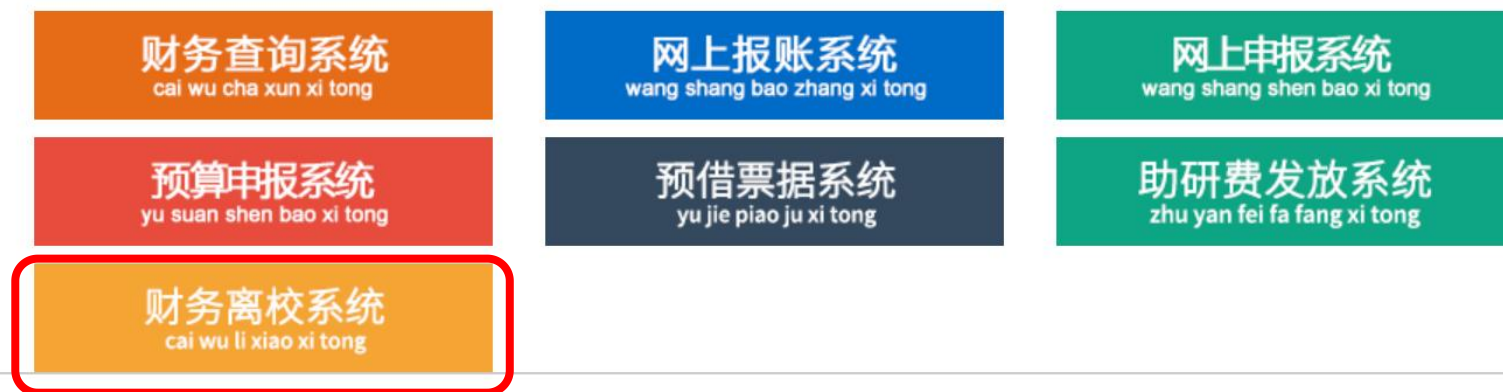 财务查询系统
cai wu cha xun xi tong
网上报账系统
wang shang bao zhang xi tong
网上申报系统
wang shang shen bao xi tong
预算申报系统
yu suan shen bao xi tong
预借票据系统
yu jie piao ju xi tong
助研费发放系统
zhu yan fei fa fang xi tong
财务离校系统
cai wu li xiao xi tong